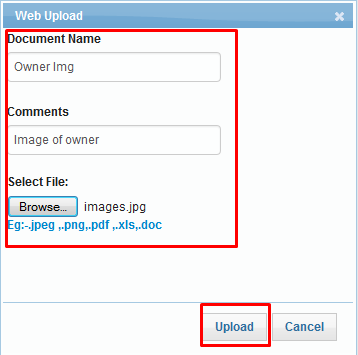 Web Upload
Document Name
Owner Img
Comments
Image of owner
Select File:
Browse... images.jpg
Eg:-.jpeg ,.png,.pdf ,.xls,.doc
Upload Cancel